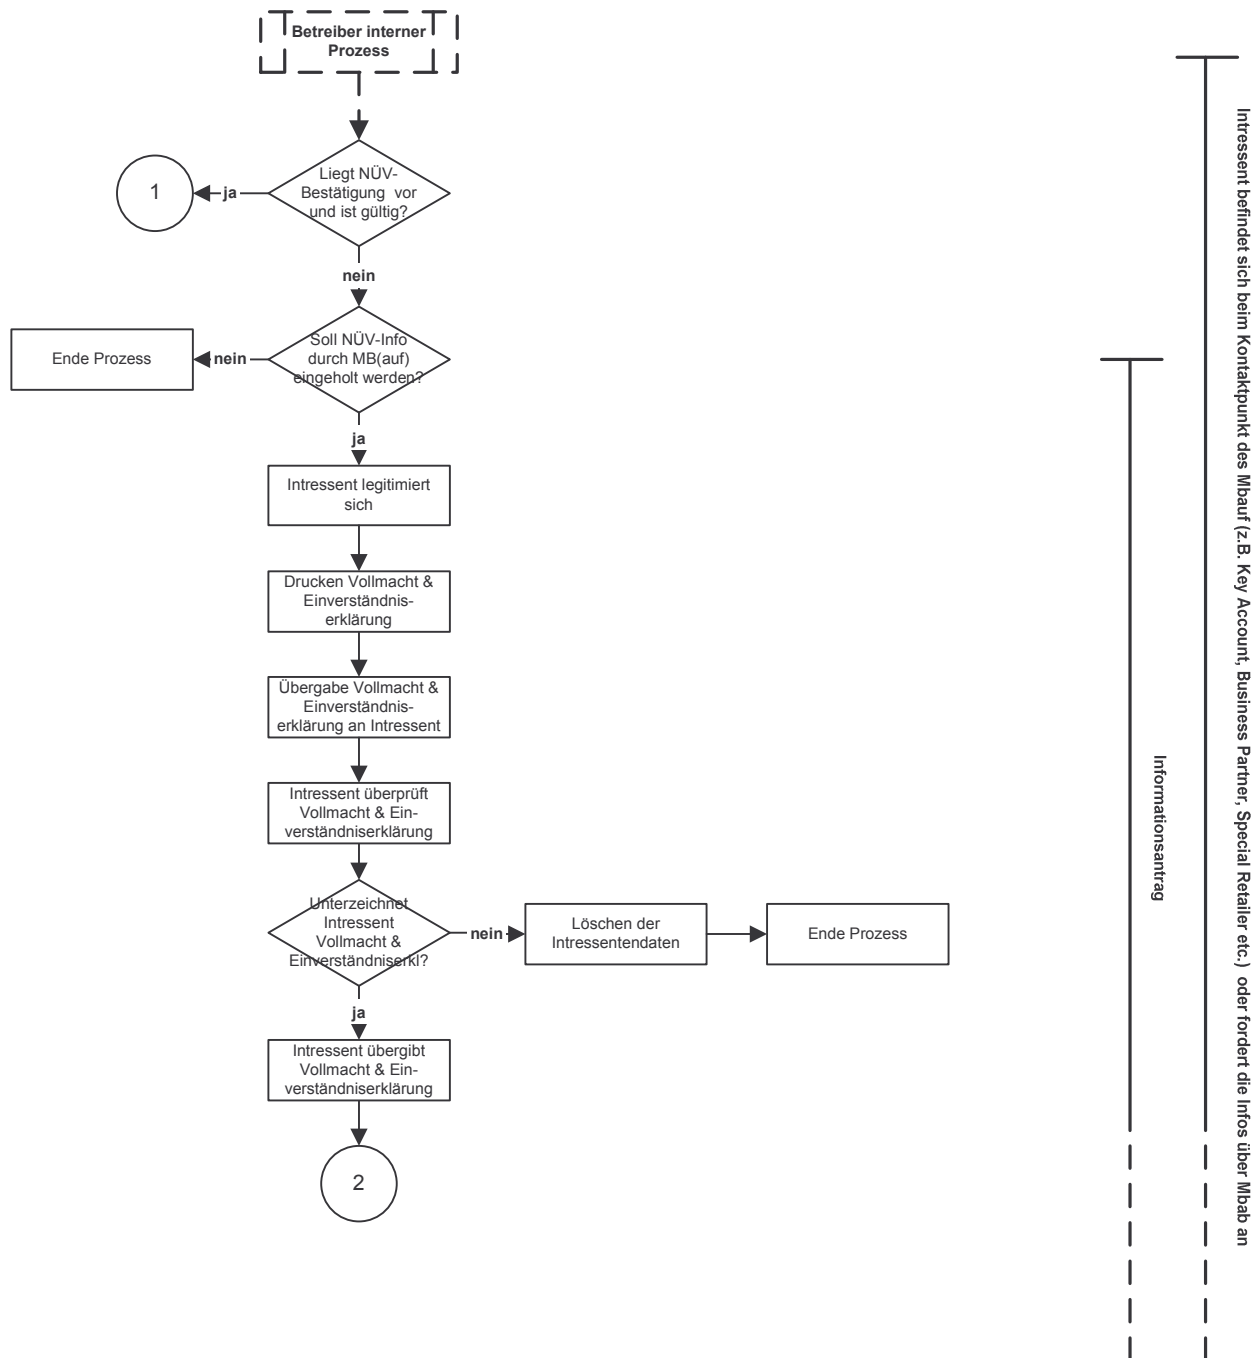 Betreiber interner
Prozess
Liegt NÜV-
Bestätigung vor
und ist gültig?
ja
1
nein
Soll NÜV-Info
durch MB(auf)
eingeholt werden?
nein
Ende Prozess
ja
Intressent legitimiert
sich
Drucken Vollmacht &
Einverständnis-
erklärung
Übergabe Vollmacht &
Einverständnis-
erklärung an Intressent
Intressent überprüft
Vollmacht & Ein-
verständniserklärung
Unterzeichnet
Intressent
Vollmacht &
Einverständniserkl?
nein
Löschen der
Intressentendaten
Ende Prozess
ja
Intressent übergibt
Vollmacht & Ein-
verständniserklärung
2
Informationsantrag
Intressent befindet sich beim Kontaktpunkt des Mbauf (z.B. Key Account, Business Partner, Special Retailer etc.) oder fordert die Infos über Mbab an